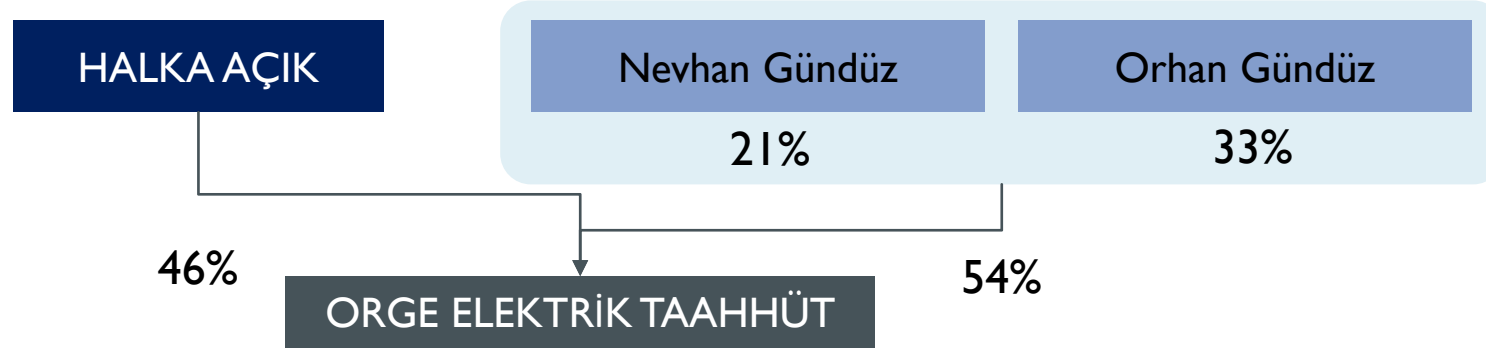 HALKA AÇIK
Nevhan Gündüz
Orhan Gündüz
21%
33%
46%
54%
ORGE ELEKTRİK TAAHHÜT